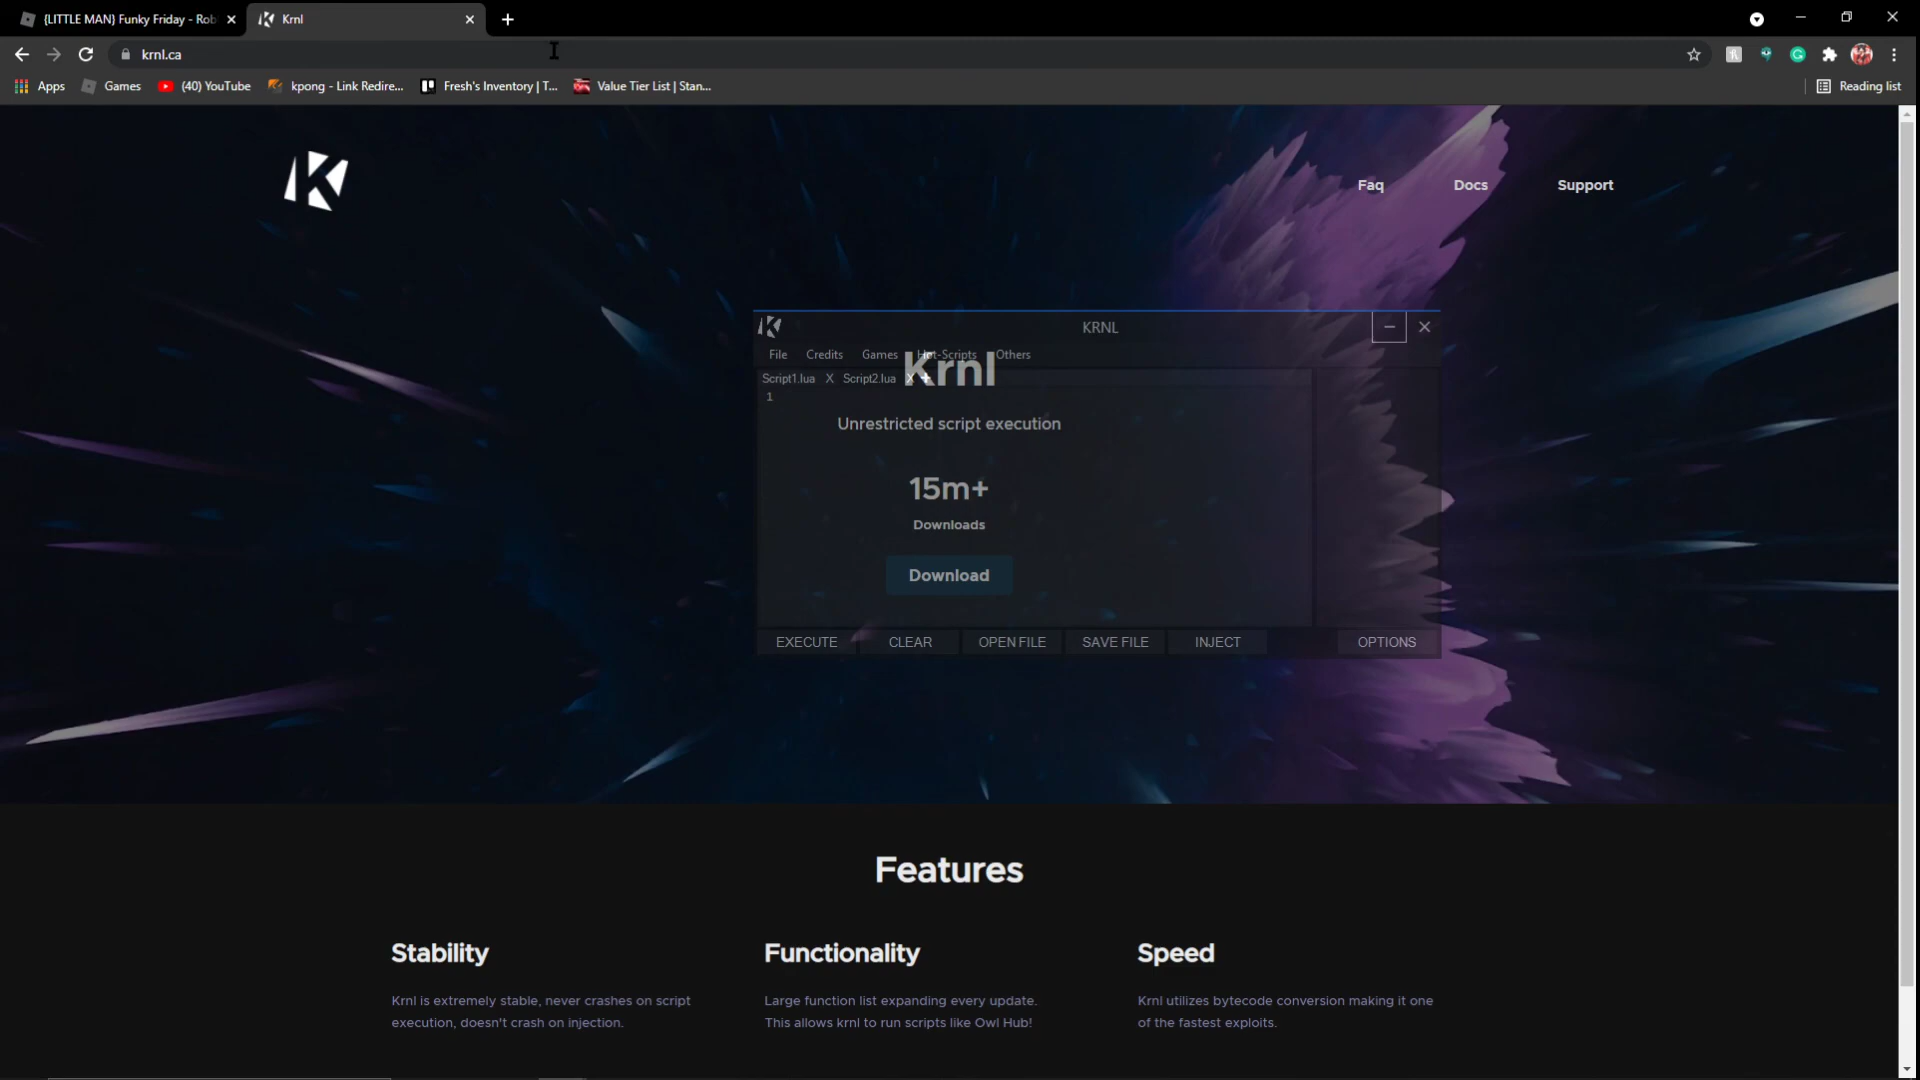 {LITTLE MAN} Funky Friday - Rob
Krnl
krnl.ca
Apps
Games
(40) YouTube
kpong - Link Redire...
Fresh's Inventory | T...
Value Tier List | Stan...
Reading list
Faq
Docs
Support
KRNL
File
Credits
Games
Hot-Scripts
Others
Script1.lua X
Script2.lua X +
1
Krnl
Unrestricted script execution
15m+
Downloads
Download
EXECUTE
CLEAR
OPEN FILE
SAVE FILE
INJECT
OPTIONS
Features
Stability
Krnl is extremely stable, never crashes on script
execution, doesn't crash on injection.
Functionality
Large function list expanding every update.
This allows krnl to run scripts like Owl Hub!
Speed
Krnl utilizes bytecode conversion making it one
of the fastest exploits.